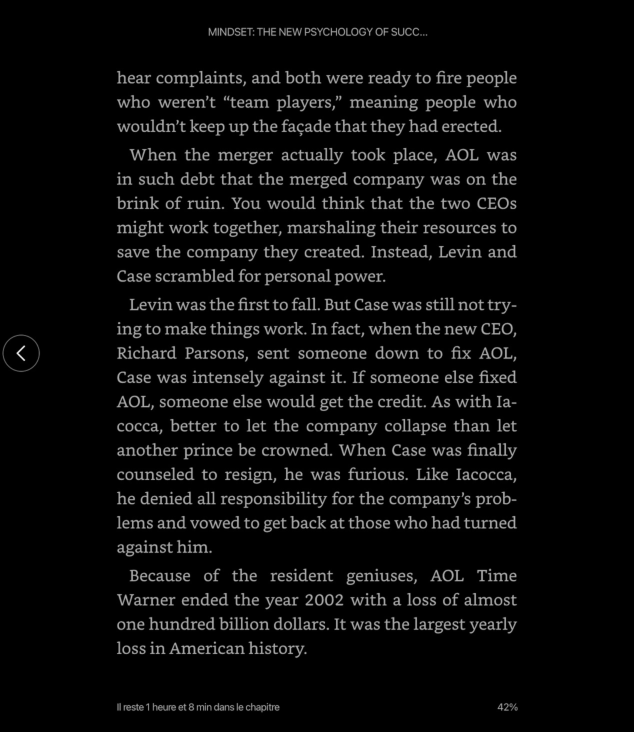 MINDSET: THE NEW PSYCHOLOGY OF SUCC...
hear complaints, and both were ready to fire people
who weren’t “team players,” meaning people who
wouldn’t keep up the façade that they had erected.
When the merger actually took place, AOL was
in such debt that the merged company was on the
brink of ruin. You would think that the two CEOs
might work together, marshaling their resources to
save the company they created. Instead, Levin and
Case scrambled for personal power.
Levin was the first to fall. But Case was still not try-
ing to make things work. In fact, when the new CEO,
Richard Parsons, sent someone down to fix AOL,
Case was intensely against it. If someone else fixed
AOL, someone else would get the credit. As with Ia-
cocca, better to let the company collapse than let
another prince be crowned. When Case was finally
counseled to resign, he was furious. Like Iacocca,
he denied all responsibility for the company’s prob-
lems and vowed to get back at those who had turned
against him.
Because of the resident geniuses, AOL Time
Warner ended the year 2002 with a loss of almost
one hundred billion dollars. It was the largest yearly
loss in American history.
Il reste 1 heure et 8 min dans le chapitre
42%